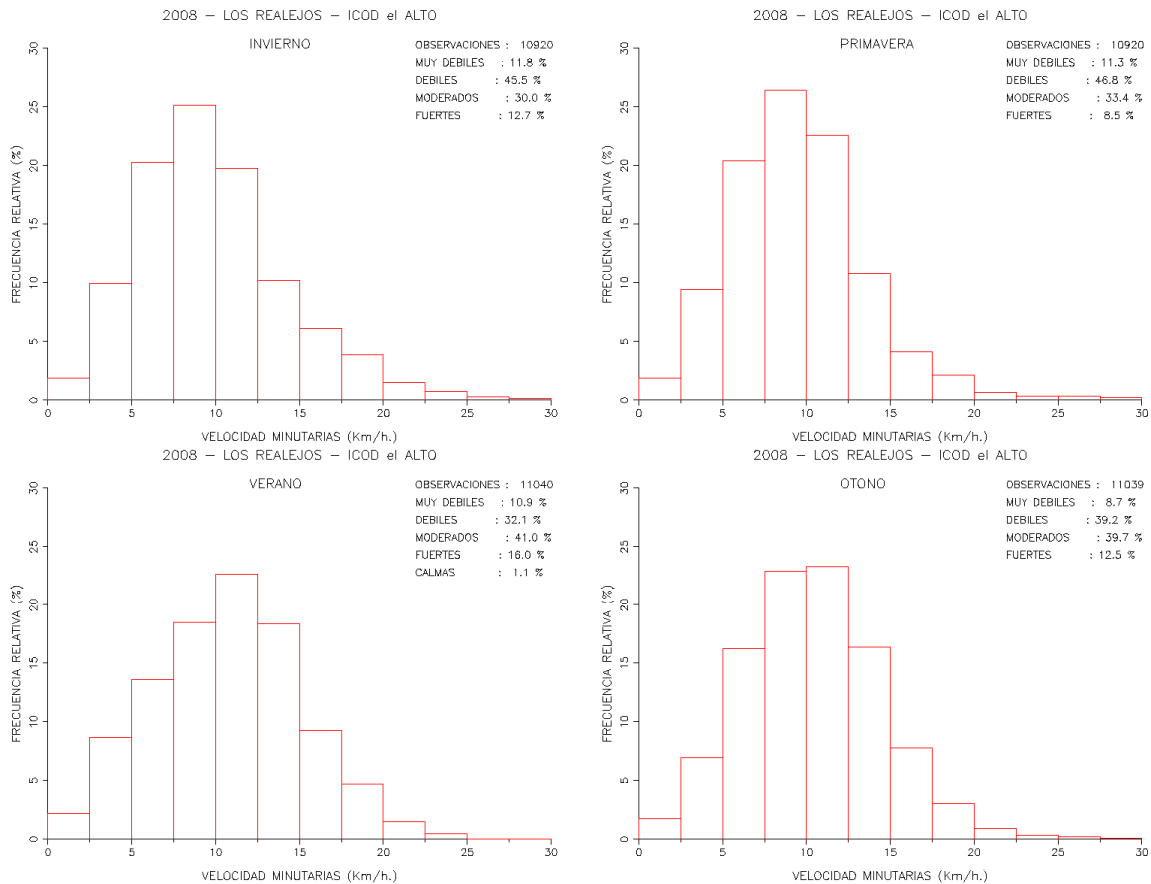 2008 – LOS REALEJOS – ICOD el ALTO
INVIERNO
OBSERVACIONES : 10920
MUY DEBILES : 11.8 %
DEBILES : 45.5 %
MODERADOS : 30.0 %
FUERTES : 12.7 %
FRECUENCIA RELATIVA (%)
30
25
20
15
10
5
0
0 5 10 15 20 25 30
VELOCIDAD MINUTARIAS (Km/h.)
2008 – LOS REALEJOS – ICOD el ALTO
PRIMAVERA
OBSERVACIONES : 10920
MUY DEBILES : 11.3 %
DEBILES : 46.8 %
MODERADOS : 33.4 %
FUERTES : 8.5 %
FRECUENCIA RELATIVA (%)
30
25
20
15
10
5
0
0 5 10 15 20 25 30
VELOCIDAD MINUTARIAS (Km/h.)
2008 – LOS REALEJOS – ICOD el ALTO
VERANO
OBSERVACIONES : 11040
MUY DEBILES : 10.9 %
DEBILES : 32.1 %
MODERADOS : 41.0 %
FUERTES : 16.0 %
CALMAS : 1.1 %
FRECUENCIA RELATIVA (%)
30
25
20
15
10
5
0
0 5 10 15 20 25 30
VELOCIDAD MINUTARIAS (Km/h.)
2008 – LOS REALEJOS – ICOD el ALTO
OTONO
OBSERVACIONES : 11039
MUY DEBILES : 8.7 %
DEBILES : 39.2 %
MODERADOS : 39.7 %
FUERTES : 12.5 %
FRECUENCIA RELATIVA (%)
30
25
20
15
10
5
0
0 5 10 15 20 25 30
VELOCIDAD MINUTARIAS (Km/h.)